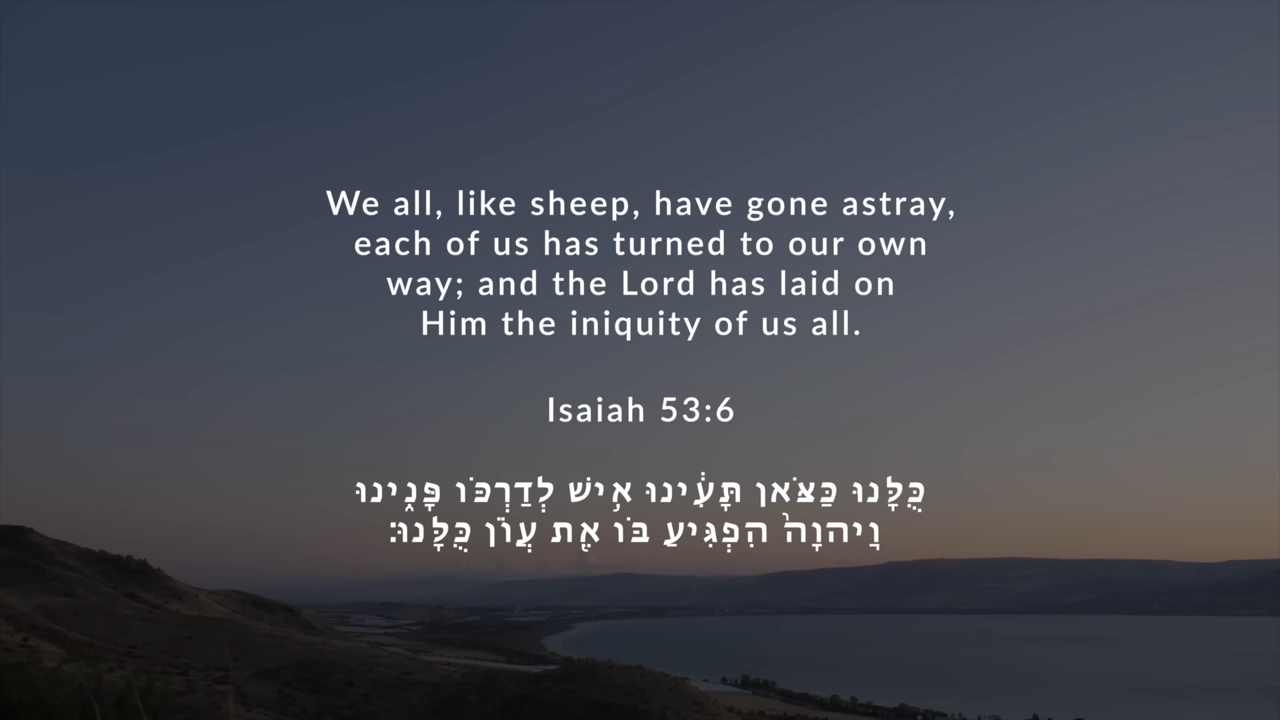 We all, like sheep, have gone astray,
each of us has turned to our own
way; and the Lord has laid on
Him the iniquity of us all.
Isaiah 53:6
כֻּלָּ֙נוּ֙ כַּצֹּ֣אן תָּעִ֔ינוּ אִ֥ישׁ לְדַרְכֹּ֖ו פָּנִ֑ינוּ
וַֽיהוָה֙ הִפְגִּ֣יעַ בֹּ֔ו אֵ֖ת עֲוֹ֥ן כֻּלָּֽנוּ׃